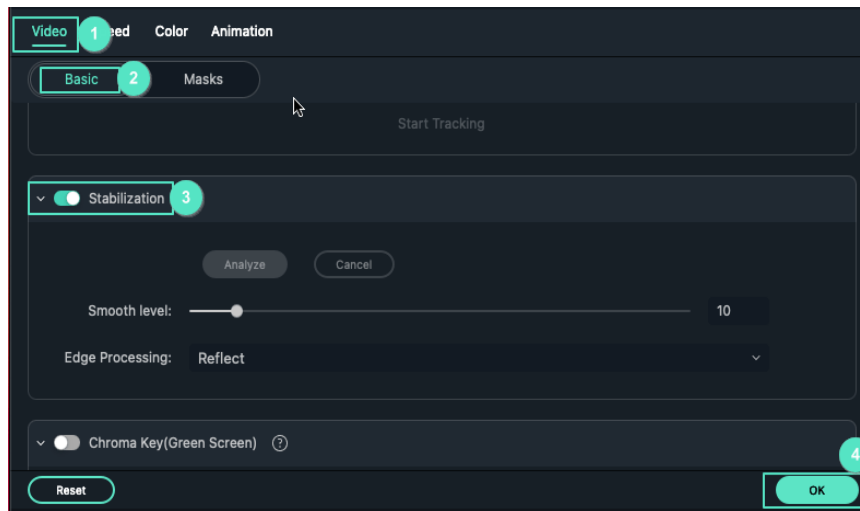 Video 1 eed Color Animation
Basic 2 Masks
Start Tracking
Stabilization 3
Analyze Cancel
Smooth level: 10
Edge Processing: Reflect
Chroma Key(Green Screen) ?
4
Reset OK